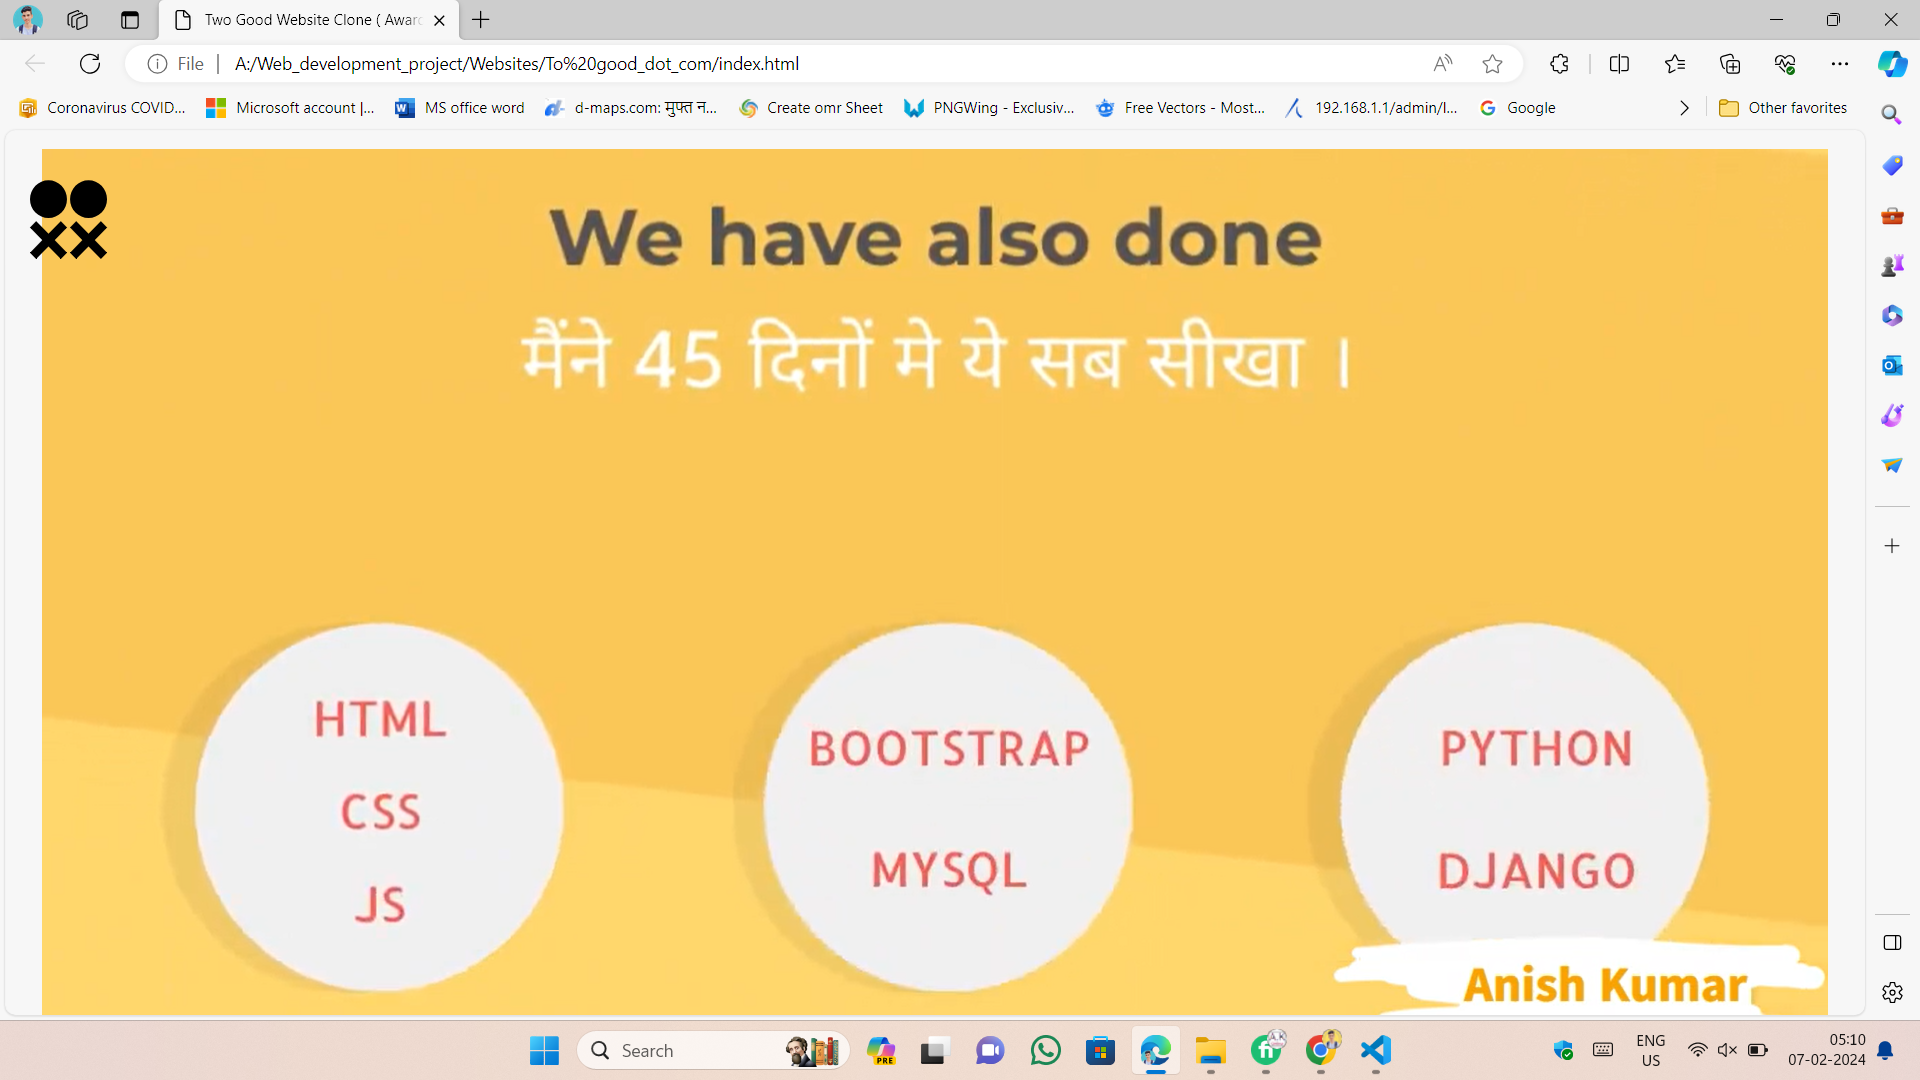 Two Good Website Clone ( Awar
File
A:/Web_development_project/Websites/To%20good_dot_com/index.html
Coronavirus COVID...
Microsoft account |...
MS office word
d-maps.com: मुफ्त न...
Create omr Sheet
PNGWing - Exclusiv...
Free Vectors - Most...
192.168.1.1/admin/l...
Google
Other favorites
We have also done
मैंने 45 दिनों मे ये सब सीखा ।
HTML
CSS
JS
BOOTSTRAP
MYSQL
PYTHON
DJANGO
Anish Kumar
Search
PRE
ENG
US
05:10
07-02-2024